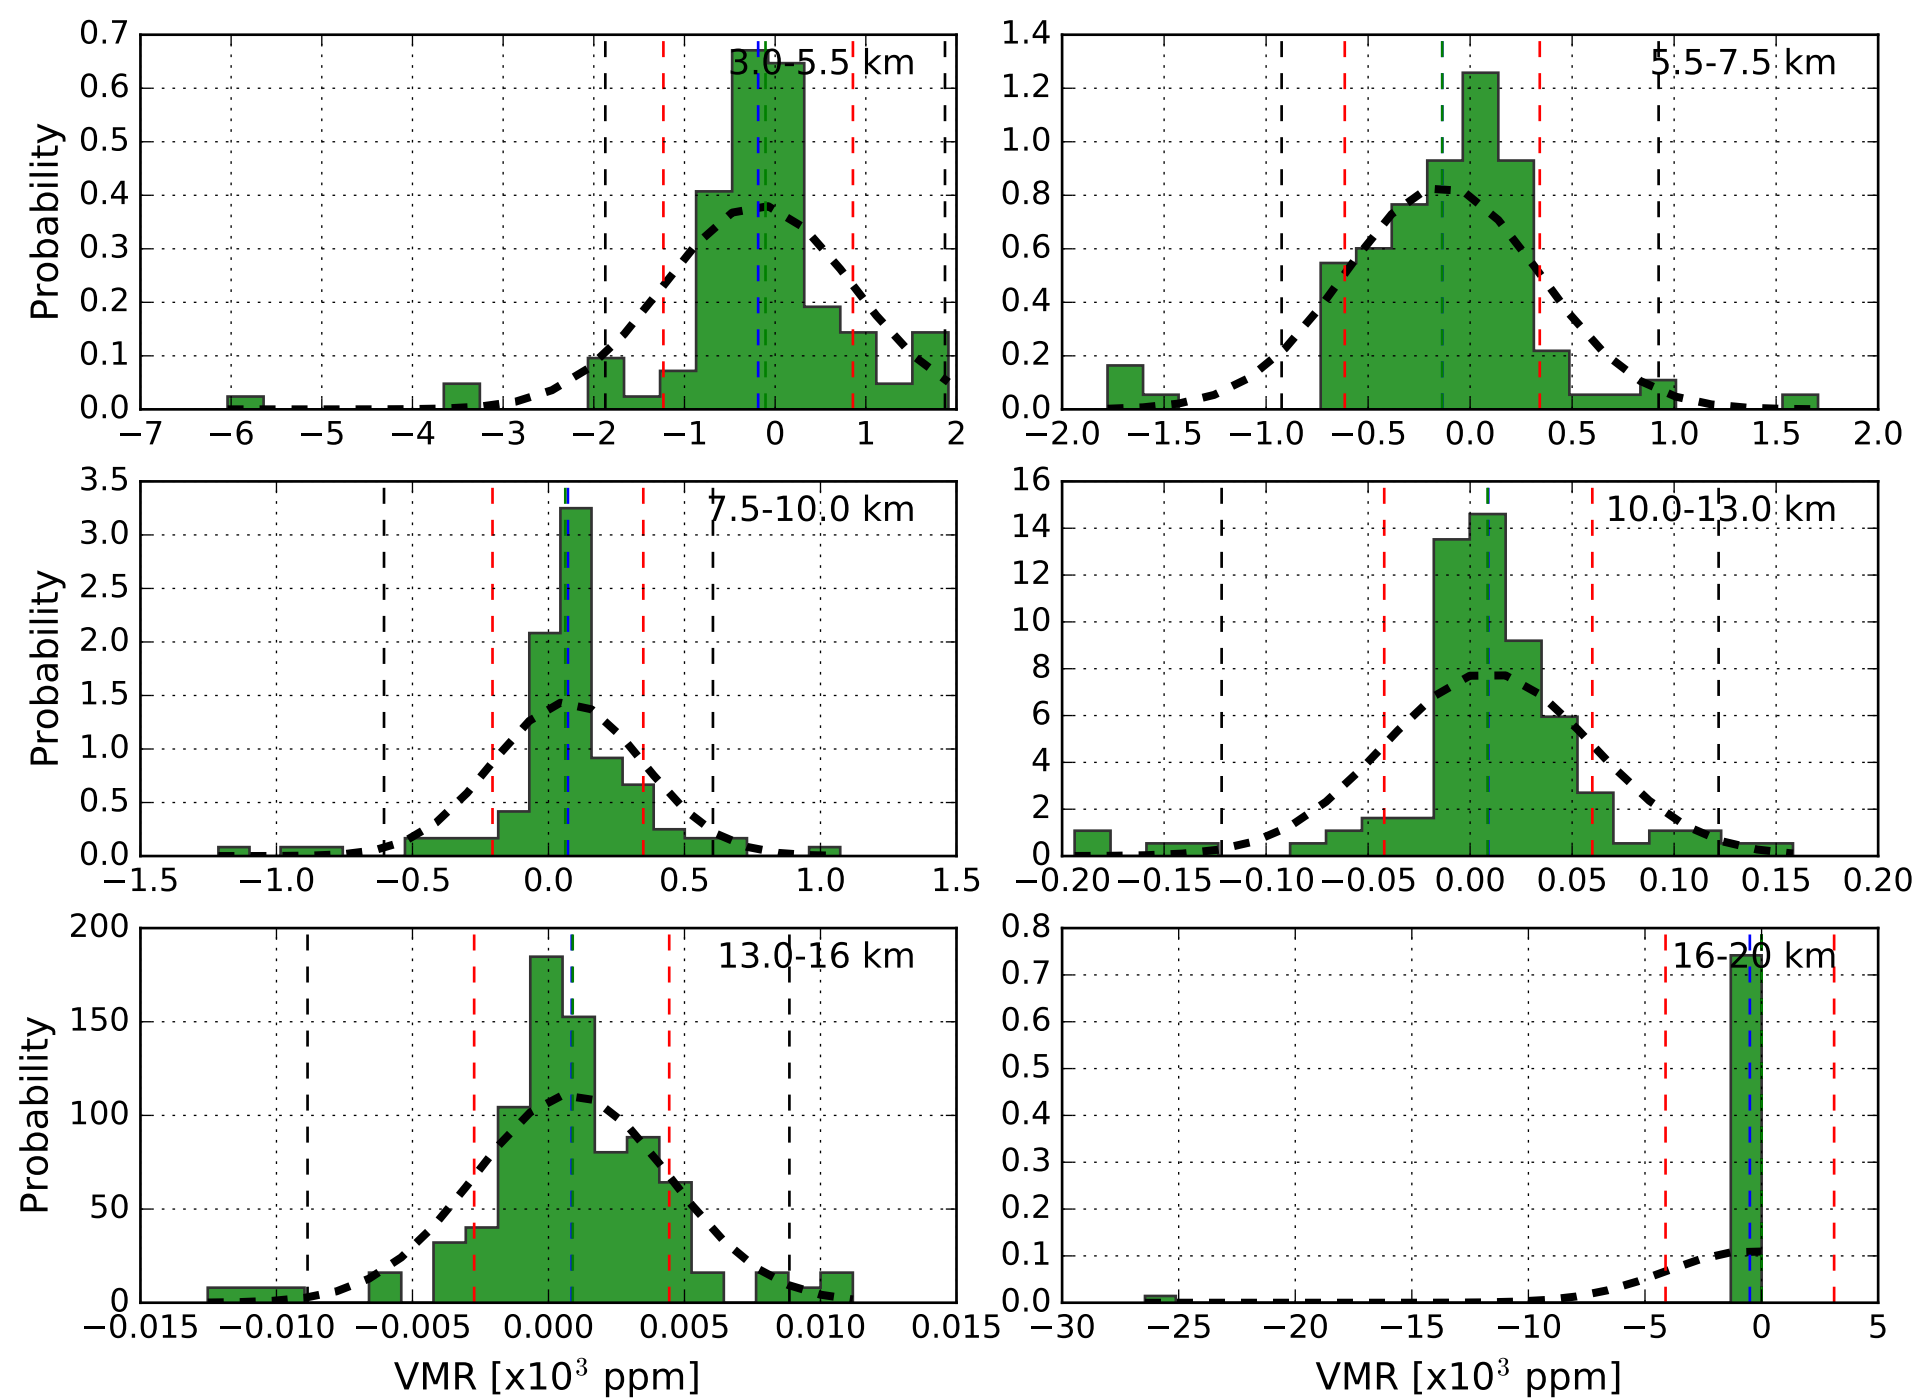 3.0-5.5 km
Probability
0.0 0.1 0.2 0.3 0.4 0.5 0.6 0.7
−7 −6 −5 −4 −3 −2 −1 0 1 2
5.5-7.5 km
0.0 0.2 0.4 0.6 0.8 1.0 1.2 1.4
−2.0 −1.5 −1.0 −0.5 0.0 0.5 1.0 1.5 2.0
7.5-10.0 km
Probability
0.0 0.5 1.0 1.5 2.0 2.5 3.0 3.5
−1.5 −1.0 −0.5 0.0 0.5 1.0 1.5
10.0-13.0 km
0 2 4 6 8 10 12 14 16
−0.20 −0.15 −0.10 −0.05 0.00 0.05 0.10 0.15 0.20
13.0-16 km
Probability
0 50 100 150 200
−0.015 −0.010 −0.005 0.000 0.005 0.010 0.015
VMR [x10³ ppm]
16-20 km
0.0 0.1 0.2 0.3 0.4 0.5 0.6 0.7 0.8
−30 −25 −20 −15 −10 −5 0 5
VMR [x10³ ppm]